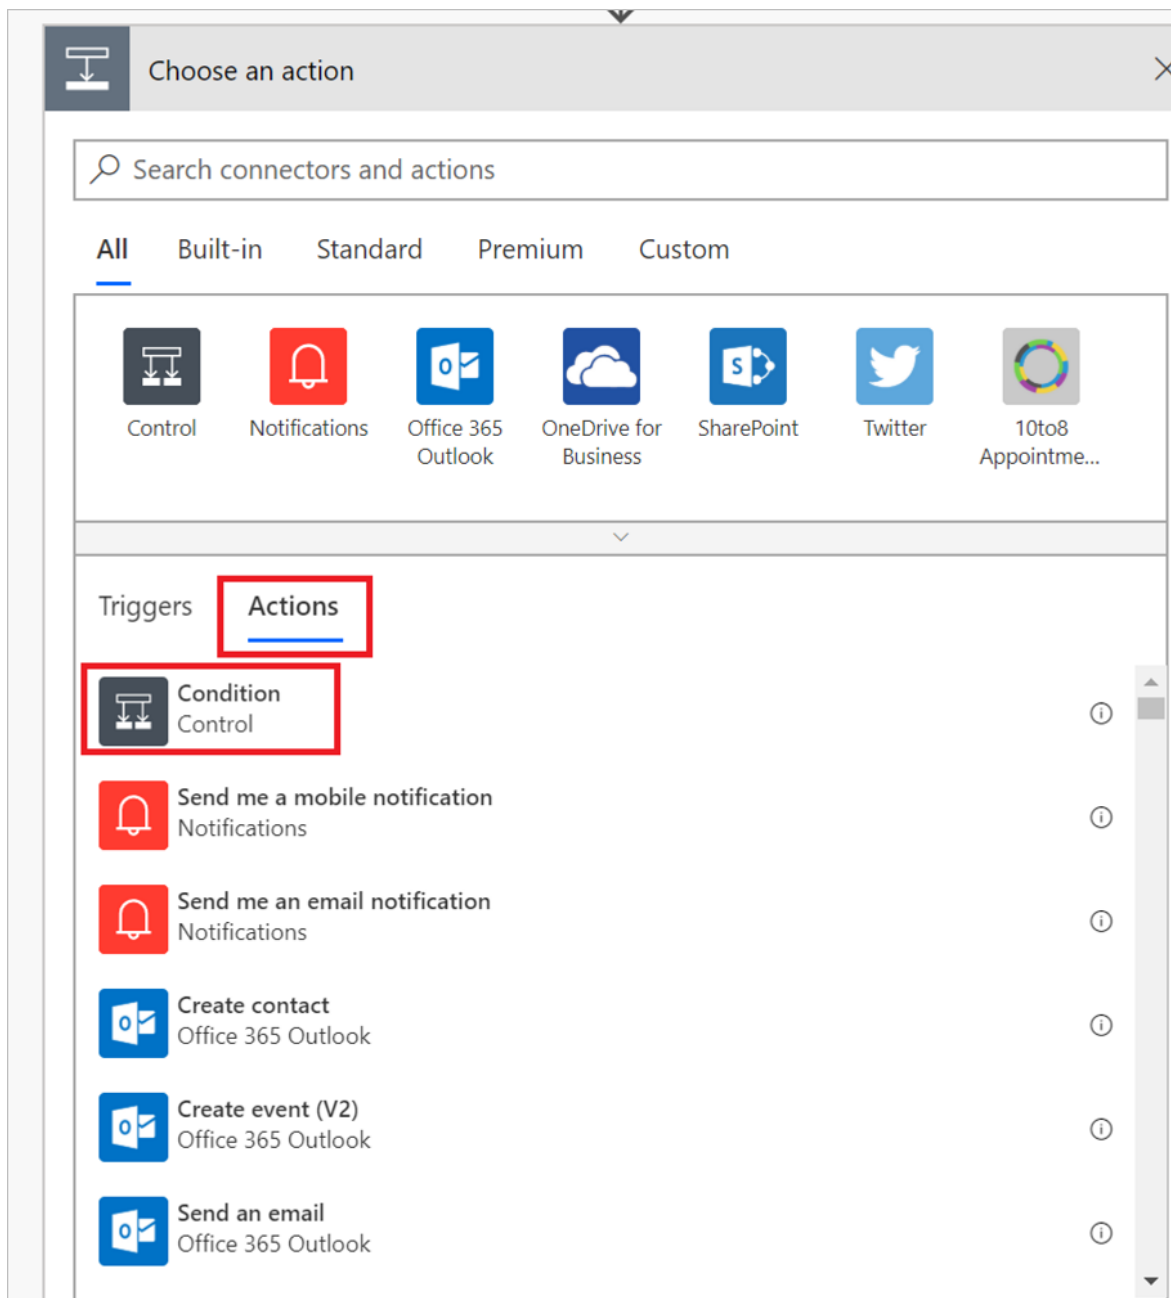 Choose an action
Search connectors and actions
All Built-in Standard Premium Custom
Control Notifications Office 365 OneDrive for SharePoint Twitter 10to8
Outlook Business Appointme...
Triggers Actions
Condition
Control
Send me a mobile notification
Notifications
Send me an email notification
Notifications
Create contact
Office 365 Outlook
Create event (V2)
Office 365 Outlook
Send an email
Office 365 Outlook